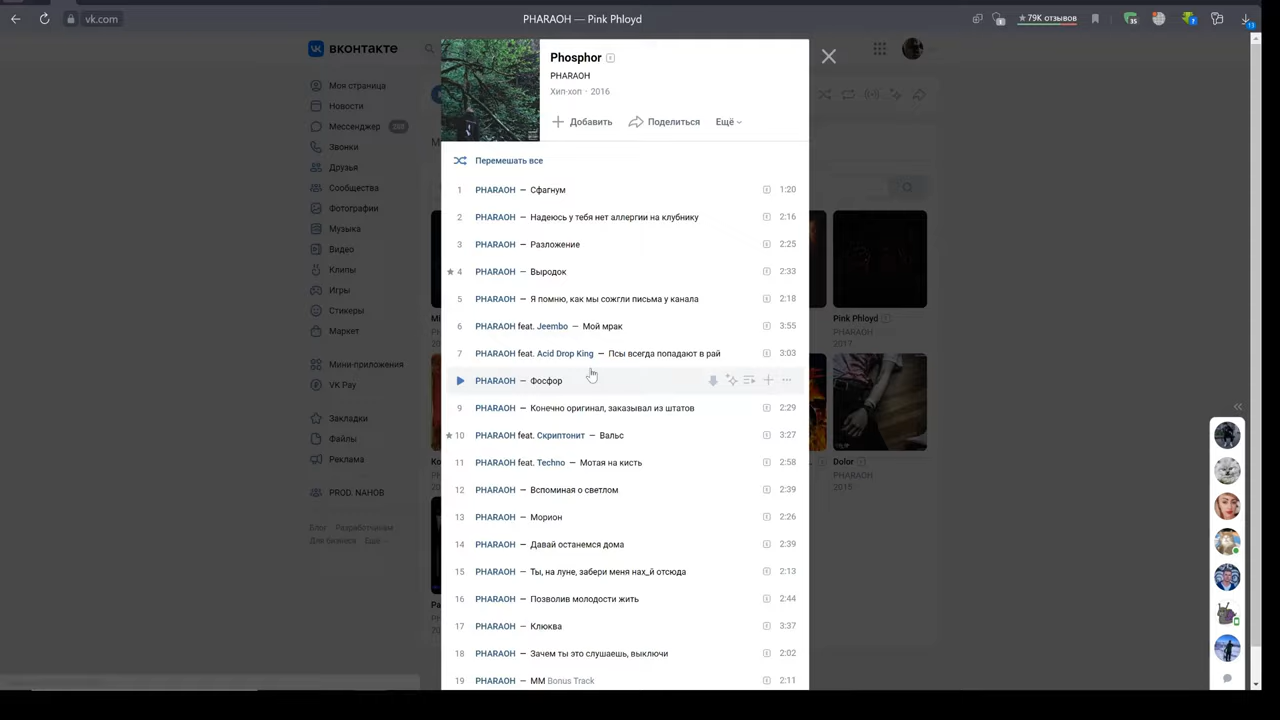 vk.com
PHARAOH — Pink Phloyd
★ 79K отзывов
вконтакте
Моя страница
Новости
Мессенджер
Звонки
Друзья
Сообщества
Фотографии
Музыка
Видео
Клипы
Игры
Стикеры
Маркет
Мини-приложения
VK Pay
Закладки
Файлы
Реклама
PROD. NAHOB
Блог Разработчикам
Для бизнеса Ещё
Phosphor
PHARAOH
Хип-хоп · 2016
Добавить Поделиться Ещё
Перемешать все
1 PHARAOH — Сфагнум 1:20
2 PHARAOH — Надеюсь у тебя нет аллергии на клубнику 2:16
3 PHARAOH — Разложение 2:25
★ 4 PHARAOH — Выродок 2:33
5 PHARAOH — Я помню, как мы сожгли письма у канала 2:18
6 PHARAOH feat. Jeembo — Мой мрак 3:55
7 PHARAOH feat. Acid Drop King — Псы всегда попадают в рай 3:03
PHARAOH — Фосфор
9 PHARAOH — Конечно оригинал, заказывал из штатов 2:29
★ 10 PHARAOH feat. Скриптонит — Вальс 3:27
11 PHARAOH feat. Techno — Мотая на кисть 2:58
12 PHARAOH — Вспоминая о светлом 2:39
13 PHARAOH — Морион 2:26
14 PHARAOH — Давай останемся дома 2:39
15 PHARAOH — Ты, на луне, забери меня нах_й отсюда 2:13
16 PHARAOH — Позволив молодости жить 2:44
17 PHARAOH — Клюква 3:37
18 PHARAOH — Зачем ты это слушаешь, выключи 2:02
19 PHARAOH — ММ Bonus Track 2:11
Pink Phloyd
PHARAOH
2017
Dolor
PHARAOH
2015